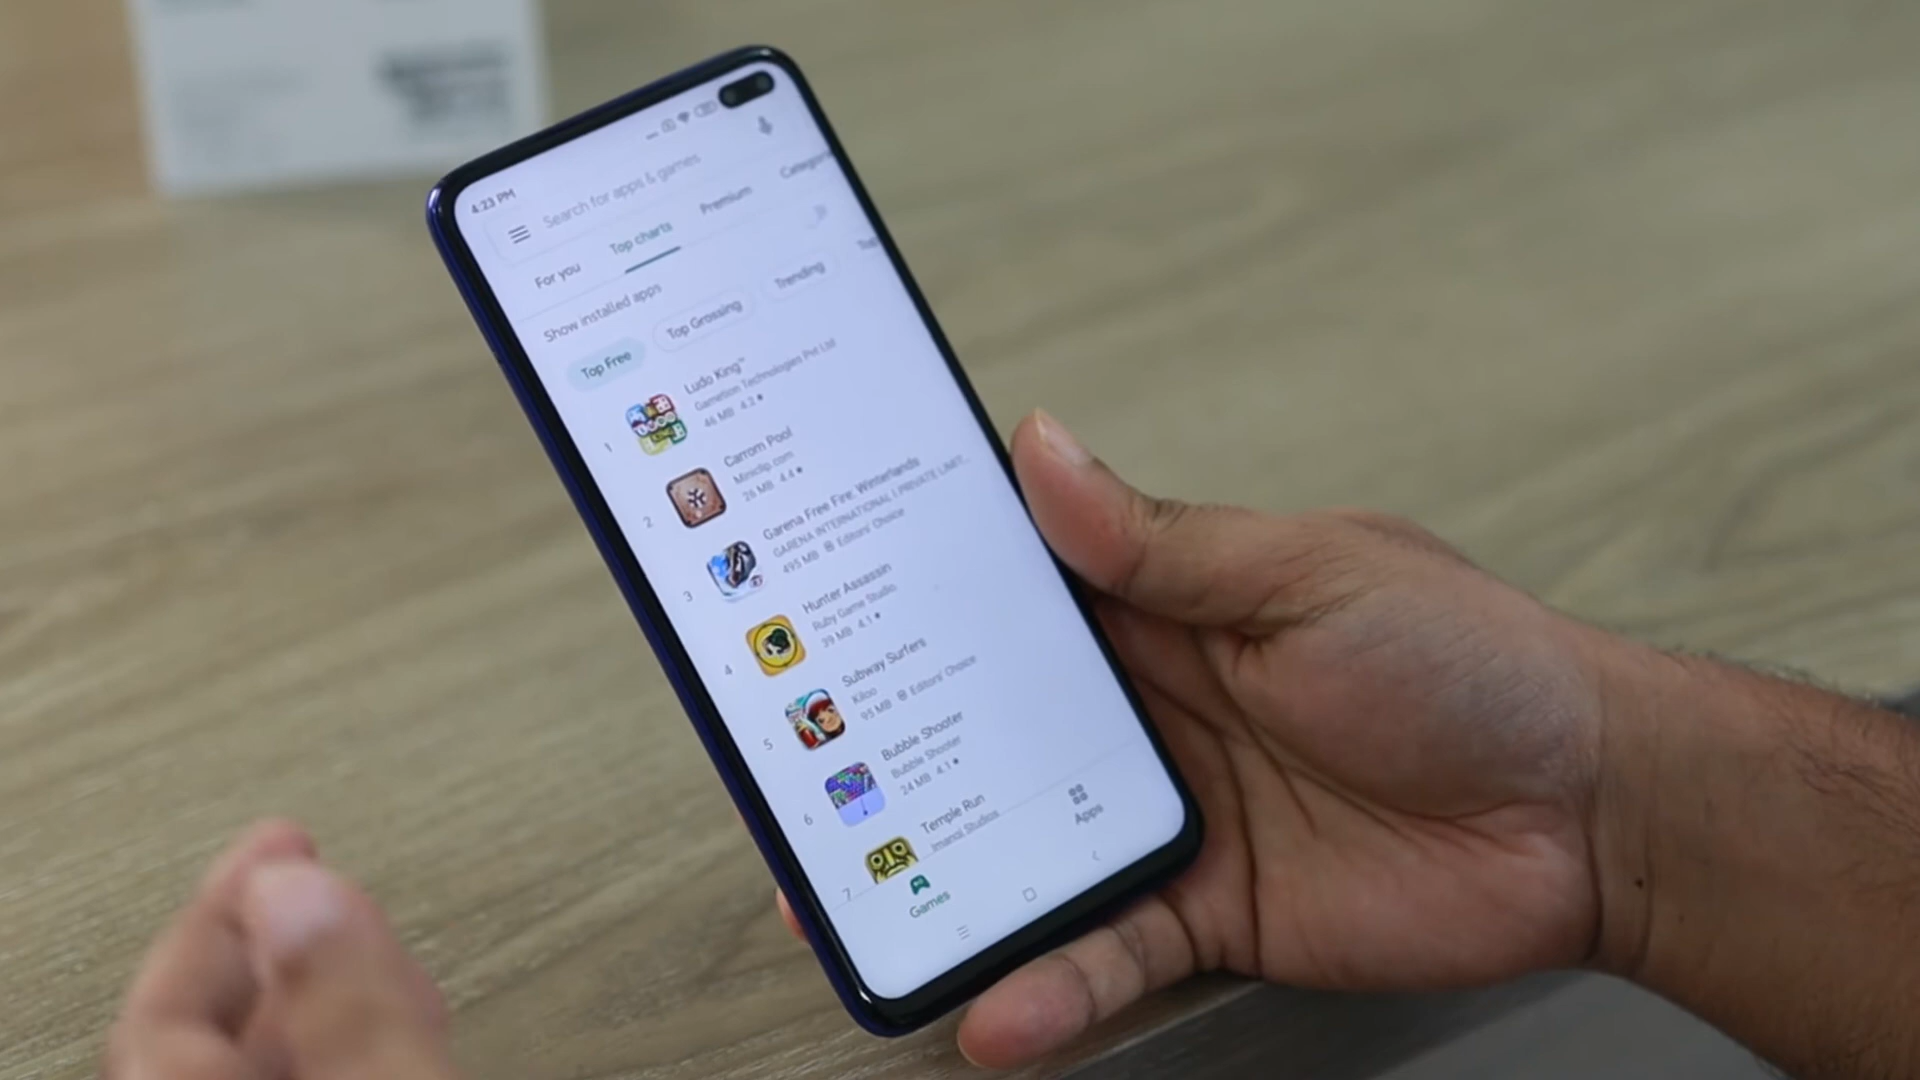 4:23 PM
Search for apps & games
For you
Top charts
Premium
Categori
Show installed apps
Top Free
Top Grossing
Trending
Top
1
Ludo King™
Gametion Technologies Pvt Ltd
46 MB 4.2★
2
Carrom Pool
Miniclip.com
26 MB 4.4★
3
Garena Free Fire: Winterlands
GARENA INTERNATIONAL I PRIVATE LIMIT...
495 MB Editors' Choice
4
Hunter Assassin
Ruby Game Studio
39 MB 4.1★
5
Subway Surfers
Kiloo
95 MB Editors' Choice
6
Bubble Shooter
Bubble Shooter
24 MB 4.1★
7
Temple Run
Imangi Studios
Games
Apps